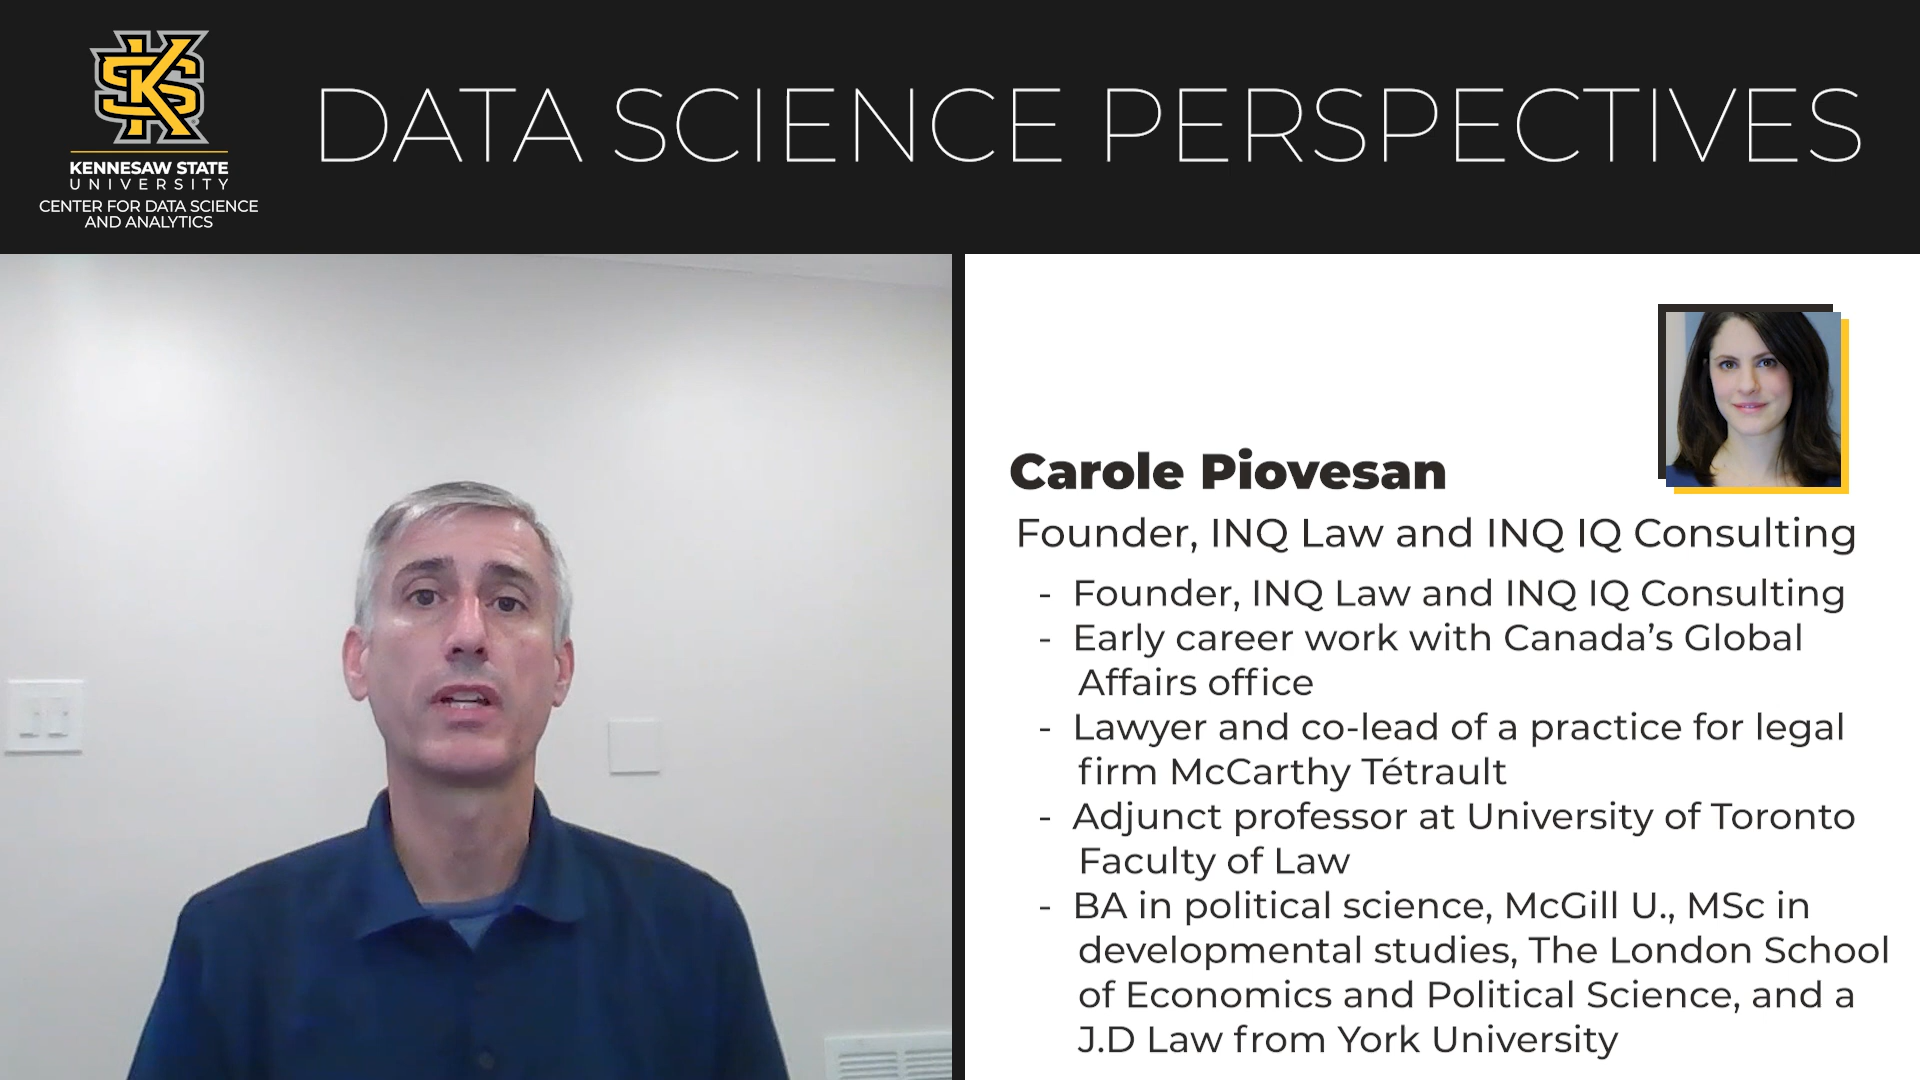 KS
KENNESAW STATE
UNIVERSITY
CENTER FOR DATA SCIENCE
AND ANALYTICS
DATA SCIENCE PERSPECTIVES
Carole Piovesan
Founder, INQ Law and INQ IQ Consulting
- Founder, INQ Law and INQ IQ Consulting
- Early career work with Canada’s Global
Affairs office
- Lawyer and co-lead of a practice for legal
firm McCarthy Tétrault
- Adjunct professor at University of Toronto
Faculty of Law
- BA in political science, McGill U., MSc in
developmental studies, The London School
of Economics and Political Science, and a
J.D Law from York University